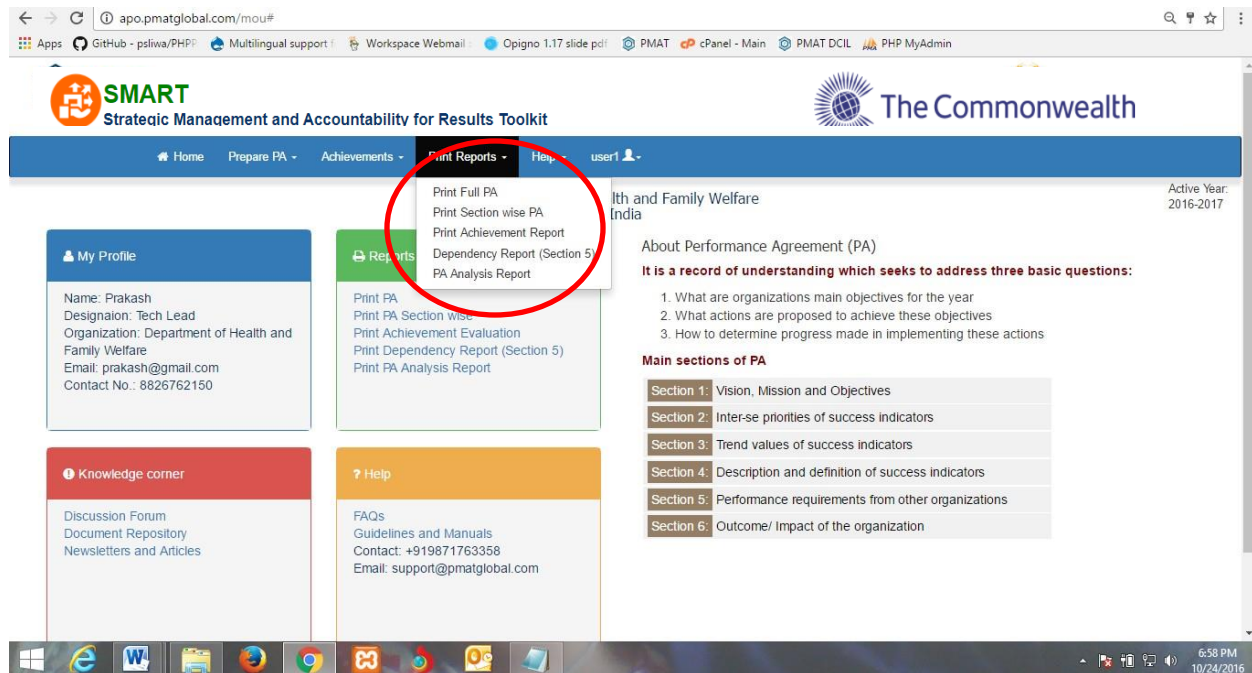 apo.pmatglobal.com/mou#
Apps GitHub - psliwa/PHPP Multilingual support f Workspace Webmail : Opigno 1.17 slide pdf PMAT cPanel - Main PMAT DCIL PHP MyAdmin
SMART
Strategic Management and Accountability for Results Toolkit
The Commonwealth
Home Prepare PA Achievements Print Reports Help user1
Print Full PA
Print Section wise PA
Print Achievement Report
Dependency Report (Section 5)
PA Analysis Report
lth and Family Welfare
India
Active Year:
2016-2017
My Profile
Name: Prakash
Designaion: Tech Lead
Organization: Department of Health and
Family Welfare
Email: prakash@gmail.com
Contact No.: 8826762150
Reports
Print PA
Print PA Section wise
Print Achievement Evaluation
Print Dependency Report (Section 5)
Print PA Analysis Report
About Performance Agreement (PA)
It is a record of understanding which seeks to address three basic questions:
1. What are organizations main objectives for the year
2. What actions are proposed to achieve these objectives
3. How to determine progress made in implementing these actions
Main sections of PA
Section 1: Vision, Mission and Objectives
Section 2: Inter-se priorities of success indicators
Section 3: Trend values of success indicators
Section 4: Description and definition of success indicators
Section 5: Performance requirements from other organizations
Section 6: Outcome/ Impact of the organization
Knowledge corner
Discussion Forum
Document Repository
Newsletters and Articles
? Help
FAQs
Guidelines and Manuals
Contact: +919871763358
Email: support@pmatglobal.com
6:58 PM
10/24/2016